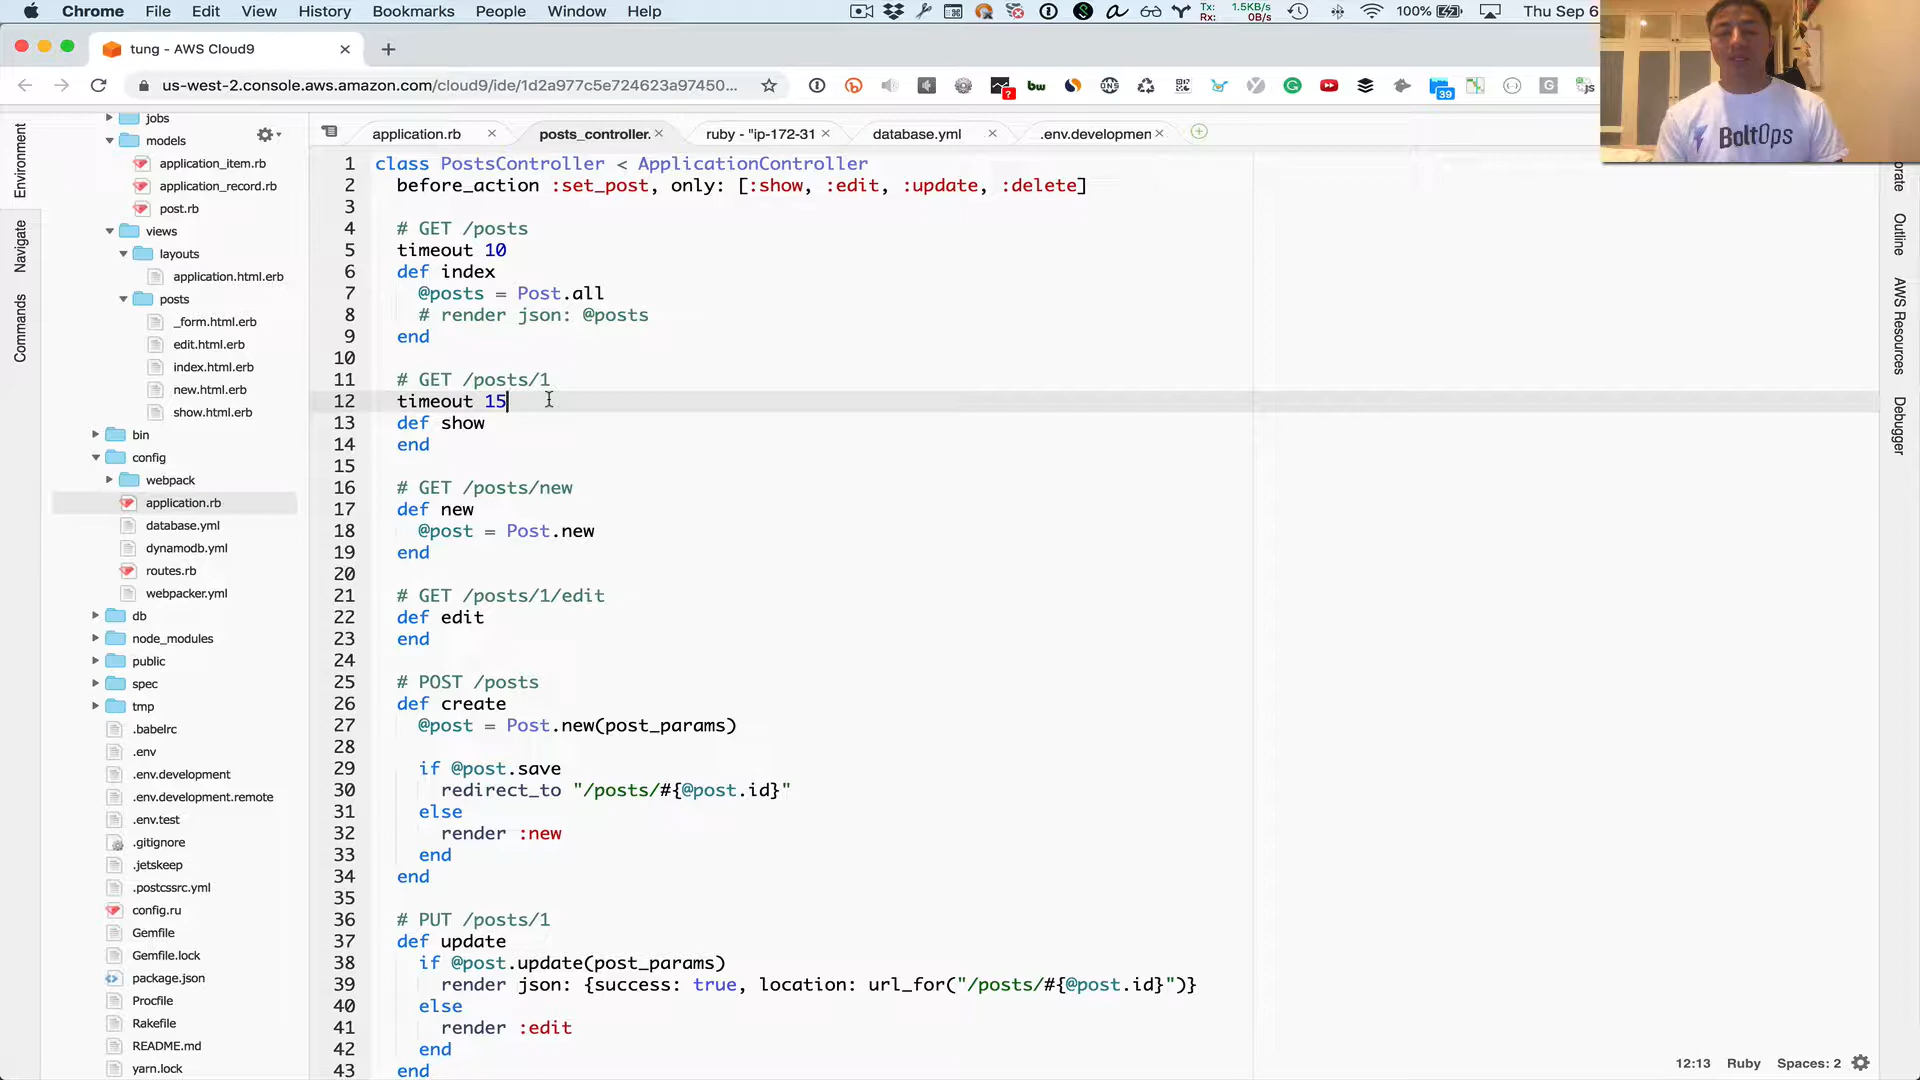 Chrome File Edit View History Bookmarks People Window Help
Tx: 1.5KB/s
Rx: 0B/s
100% Thu Sep 6
tung - AWS Cloud9
us-west-2.console.aws.amazon.com/cloud9/ide/1d2a977c5e724623a97450...
39
BoltOps
Environment
Navigate
Commands
jobs
models
application_item.rb
application_record.rb
post.rb
views
layouts
application.html.erb
posts
_form.html.erb
edit.html.erb
index.html.erb
new.html.erb
show.html.erb
bin
config
webpack
application.rb
database.yml
dynamodb.yml
routes.rb
webpacker.yml
db
node_modules
public
spec
tmp
.babelrc
.env
.env.development
.env.development.remote
.env.test
.gitignore
.jetskeep
.postcssrc.yml
config.ru
Gemfile
Gemfile.lock
package.json
Procfile
Rakefile
README.md
yarn.lock
application.rb posts_controller. ruby - "ip-172-31 database.yml .env.developmen
1 class PostsController < ApplicationController
2 before_action :set_post, only: [:show, :edit, :update, :delete]
3
4 # GET /posts
5 timeout 10
6 def index
7 @posts = Post.all
8 # render json: @posts
9 end
10
11 # GET /posts/1
12 timeout 15
13 def show
14 end
15
16 # GET /posts/new
17 def new
18 @post = Post.new
19 end
20
21 # GET /posts/1/edit
22 def edit
23 end
24
25 # POST /posts
26 def create
27 @post = Post.new(post_params)
28
29 if @post.save
30 redirect_to "/posts/#{@post.id}"
31 else
32 render :new
33 end
34 end
35
36 # PUT /posts/1
37 def update
38 if @post.update(post_params)
39 render json: {success: true, location: url_for("/posts/#{@post.id}")}
40 else
41 render :edit
42 end
43 end
Outline
AWS Resources
Debugger
12:13 Ruby Spaces: 2